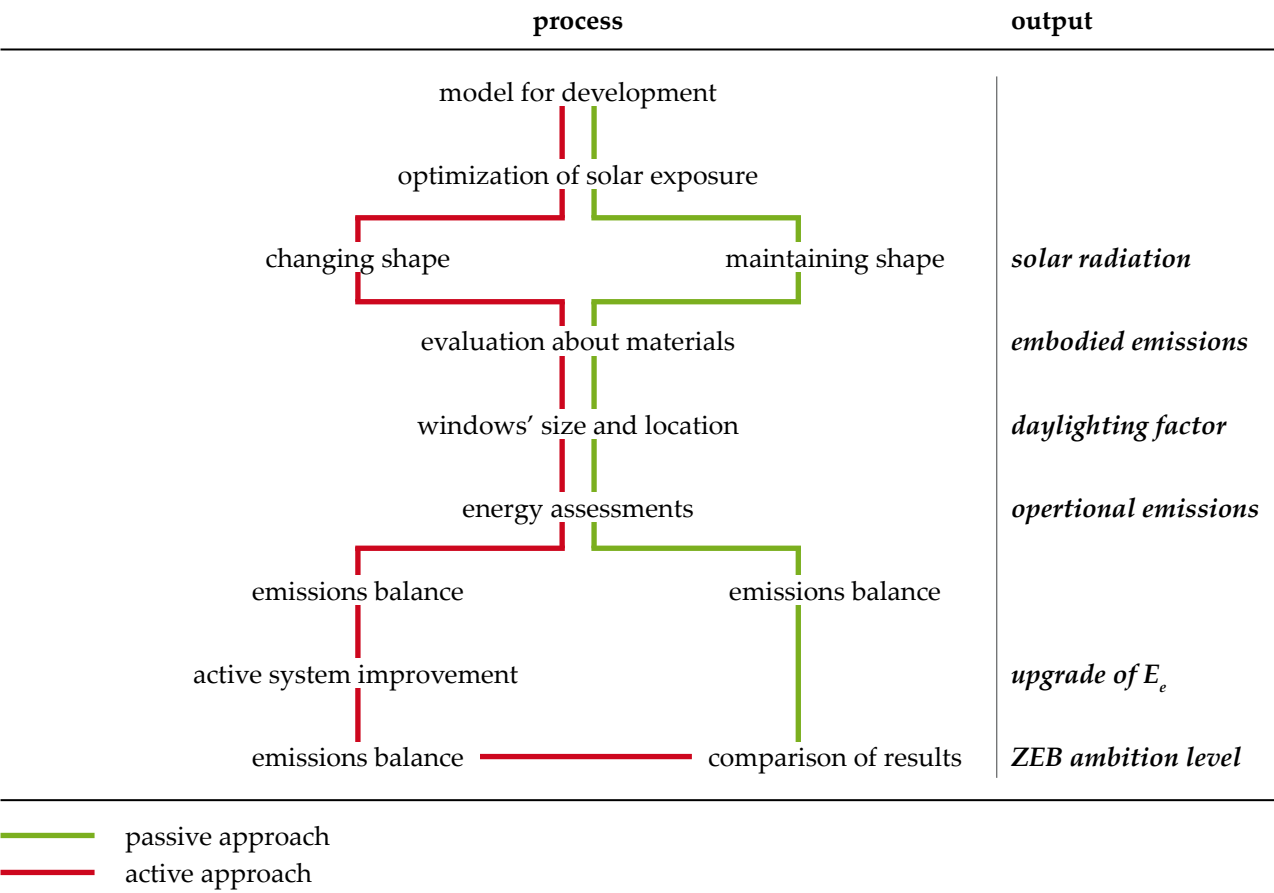 process output
model for development
optimization of solar exposure
changing shape maintaining shape solar radiation
evaluation about materials embodied emissions
windows’ size and location daylighting factor
energy assessments opertional emissions
emissions balance emissions balance
active system improvement upgrade of Ee
emissions balance comparison of results ZEB ambition level
passive approach
active approach